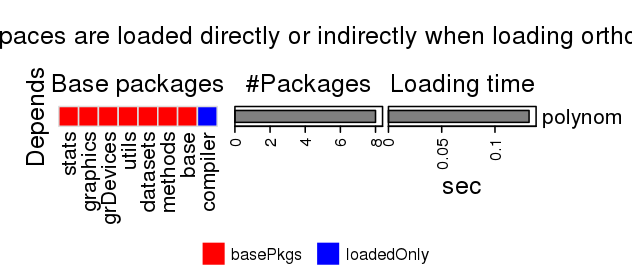 paces are loaded directly or indirectly when loading ortho
Base packages #Packages Loading time
Depends
polynom
0 2 4 6 8 0 0.05 0.1
stats graphics grDevices utils datasets methods base compiler
sec
basePkgs loadedOnly